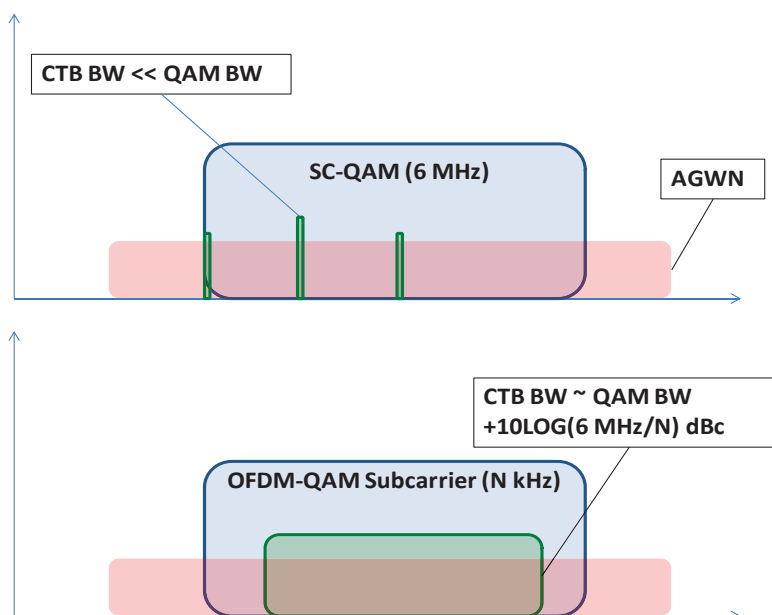 CTB BW << QAM BW
SC-QAM (6 MHz)
AGWN
CTB BW ~ QAM BW
+10LOG(6 MHz/N) dBc
OFDM-QAM Subcarrier (N kHz)